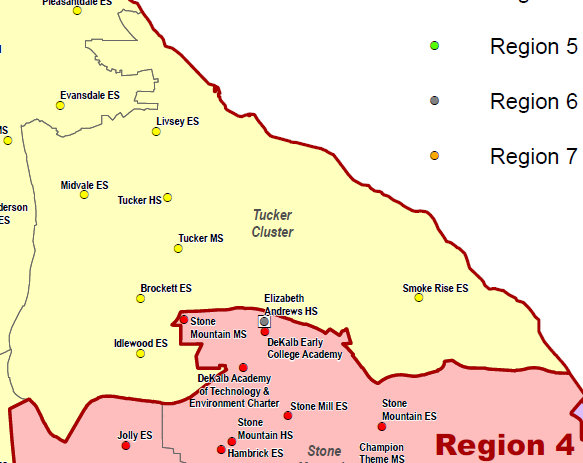 Pleasantdale ES
Region 5
Evansdale ES
Region 6
Livsey ES
MS
Region 7
Midvale ES
Tucker HS
derson
ES
Tucker
Cluster
Tucker MS
Brockett ES
Smoke Rise ES
Elizabeth
Andrews HS
Stone
Mountain MS
Idlewood ES
DeKalb Early
College Academy
DeKalb Academy
of Technology &
Environment Charter
Stone Mill ES
Stone
Mountain ES
Stone
Mountain HS
Jolly ES
Hambrick ES
Stone
Champion
Theme MS
Region 4